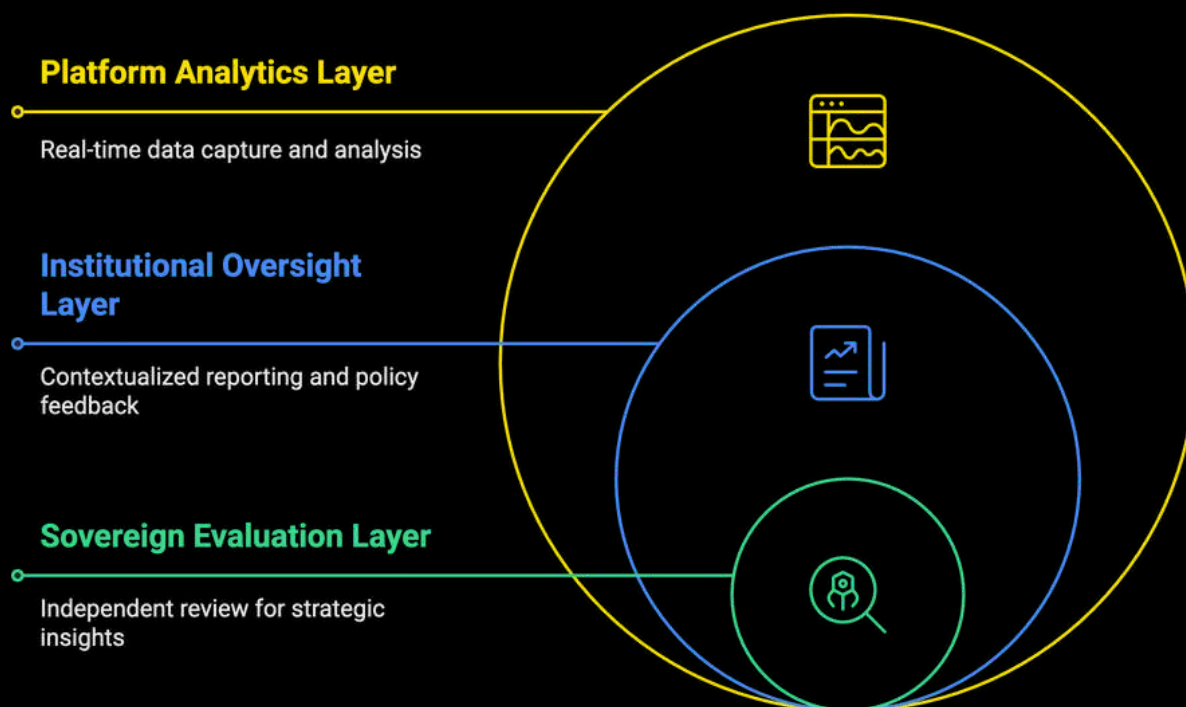 Platform Analytics Layer
Real-time data capture and analysis
Institutional Oversight
Layer
Contextualized reporting and policy
feedback
Sovereign Evaluation Layer
Independent review for strategic
insights